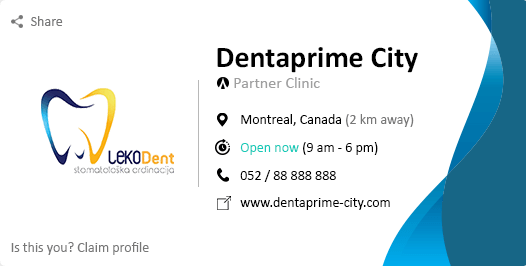 Share
Dentaprime City
Partner Clinic
LEKODent
stomatološka ordinacija
Montreal, Canada (2 km away)
Open now (9 am - 6 pm)
052 / 88 888 888
www.dentaprime-city.com
Is this you? Claim profile